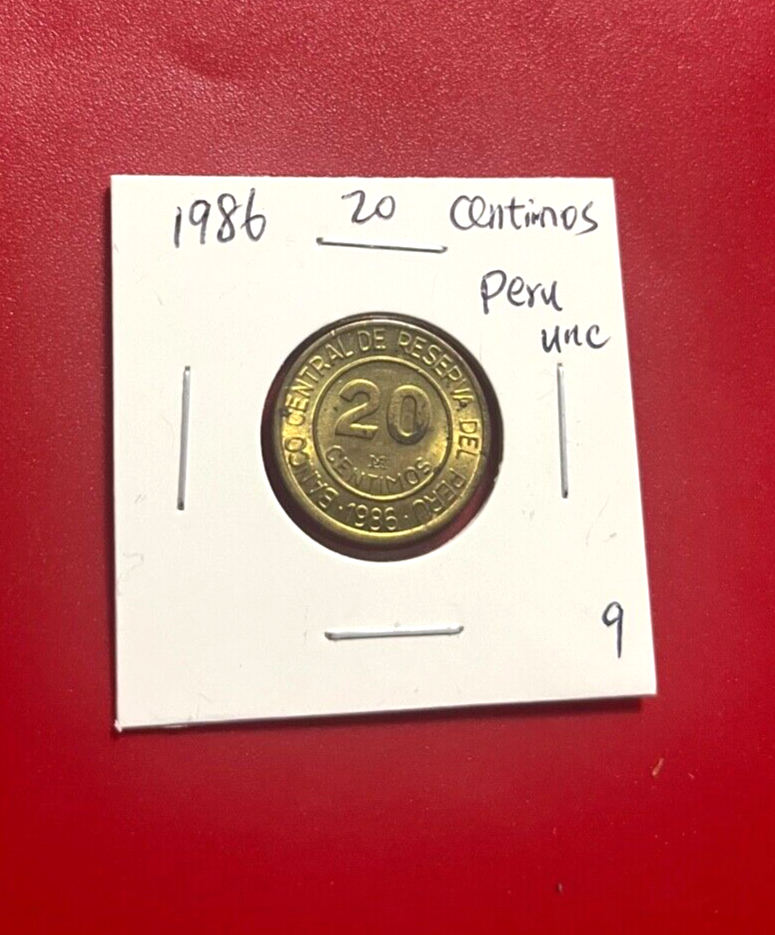 1986 20 Centimos
Peru
unc
BANCO CENTRAL DE RESERVA DEL PERU
20
M
CENTIMOS
· 1986 ·
9